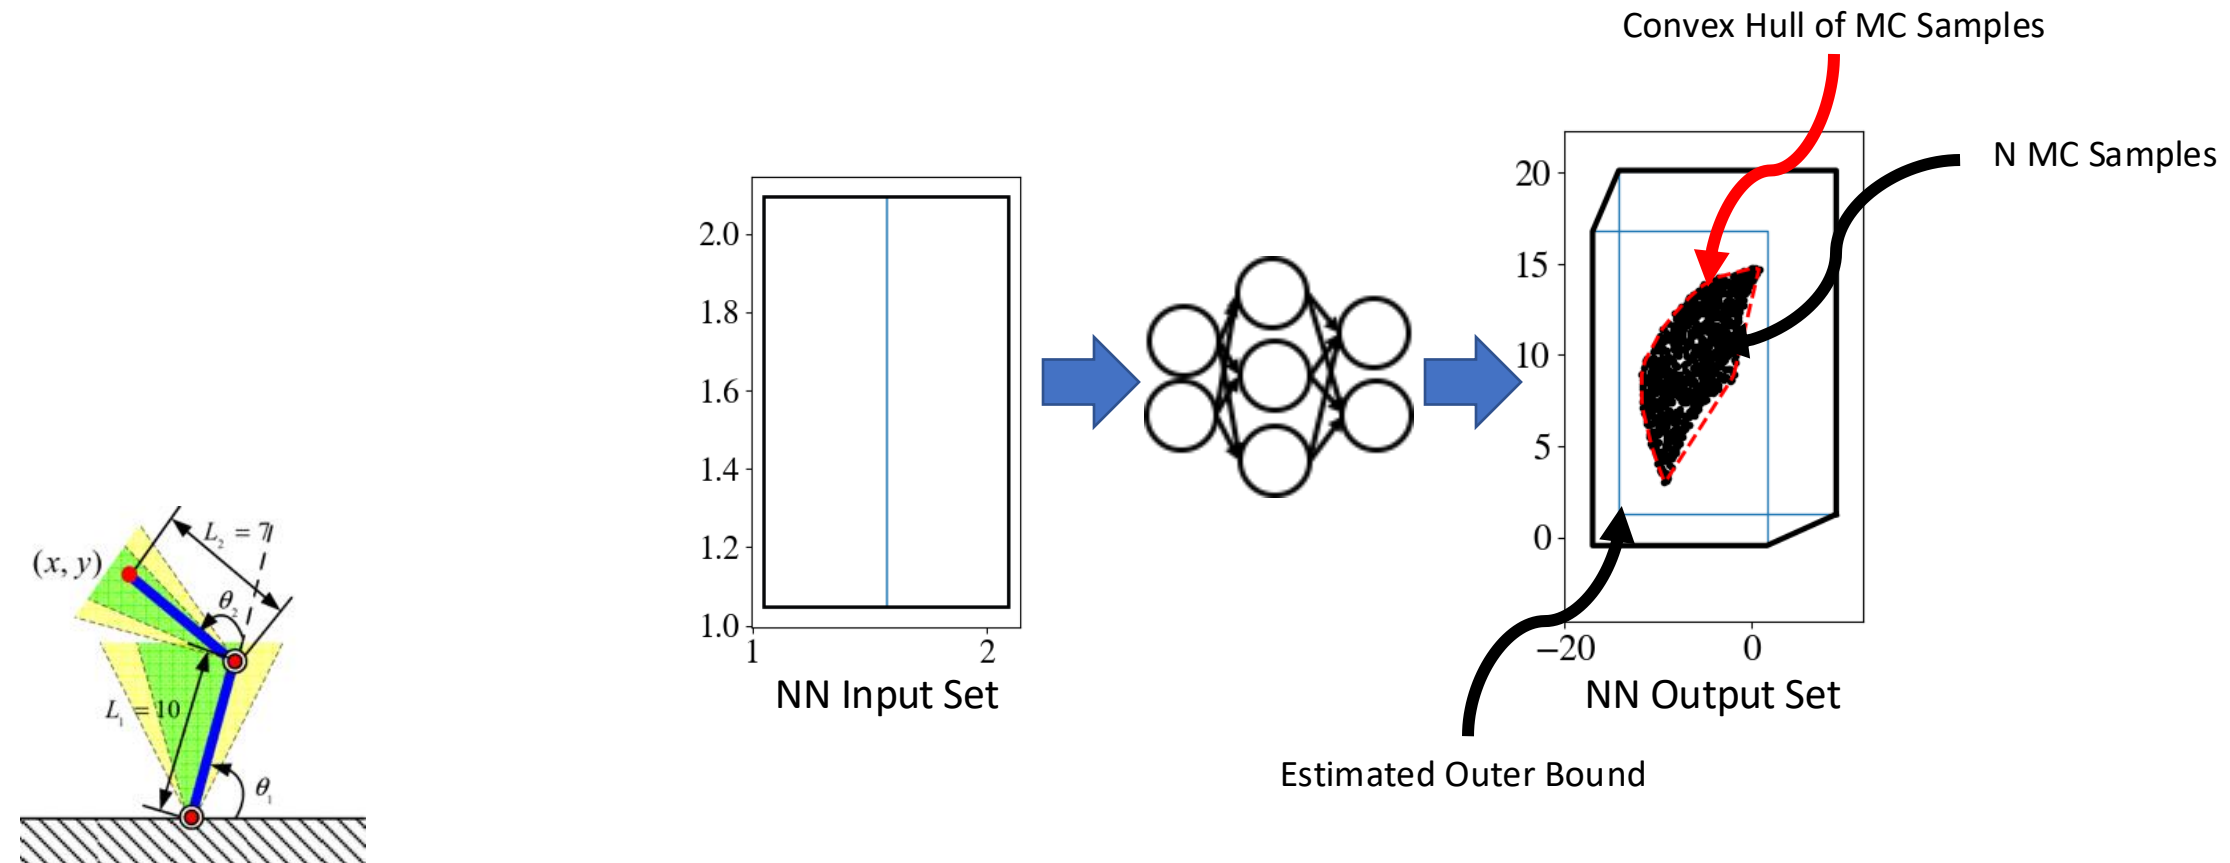 Convex Hull of MC Samples
N MC Samples
20
15
10
5
0
−20
0
NN Output Set
2.0
1.8
1.6
1.4
1.2
1.0
1
2
NN Input Set
Estimated Outer Bound
L₂ = 7
(x, y)
θ₂
L₁ = 10
θ₁